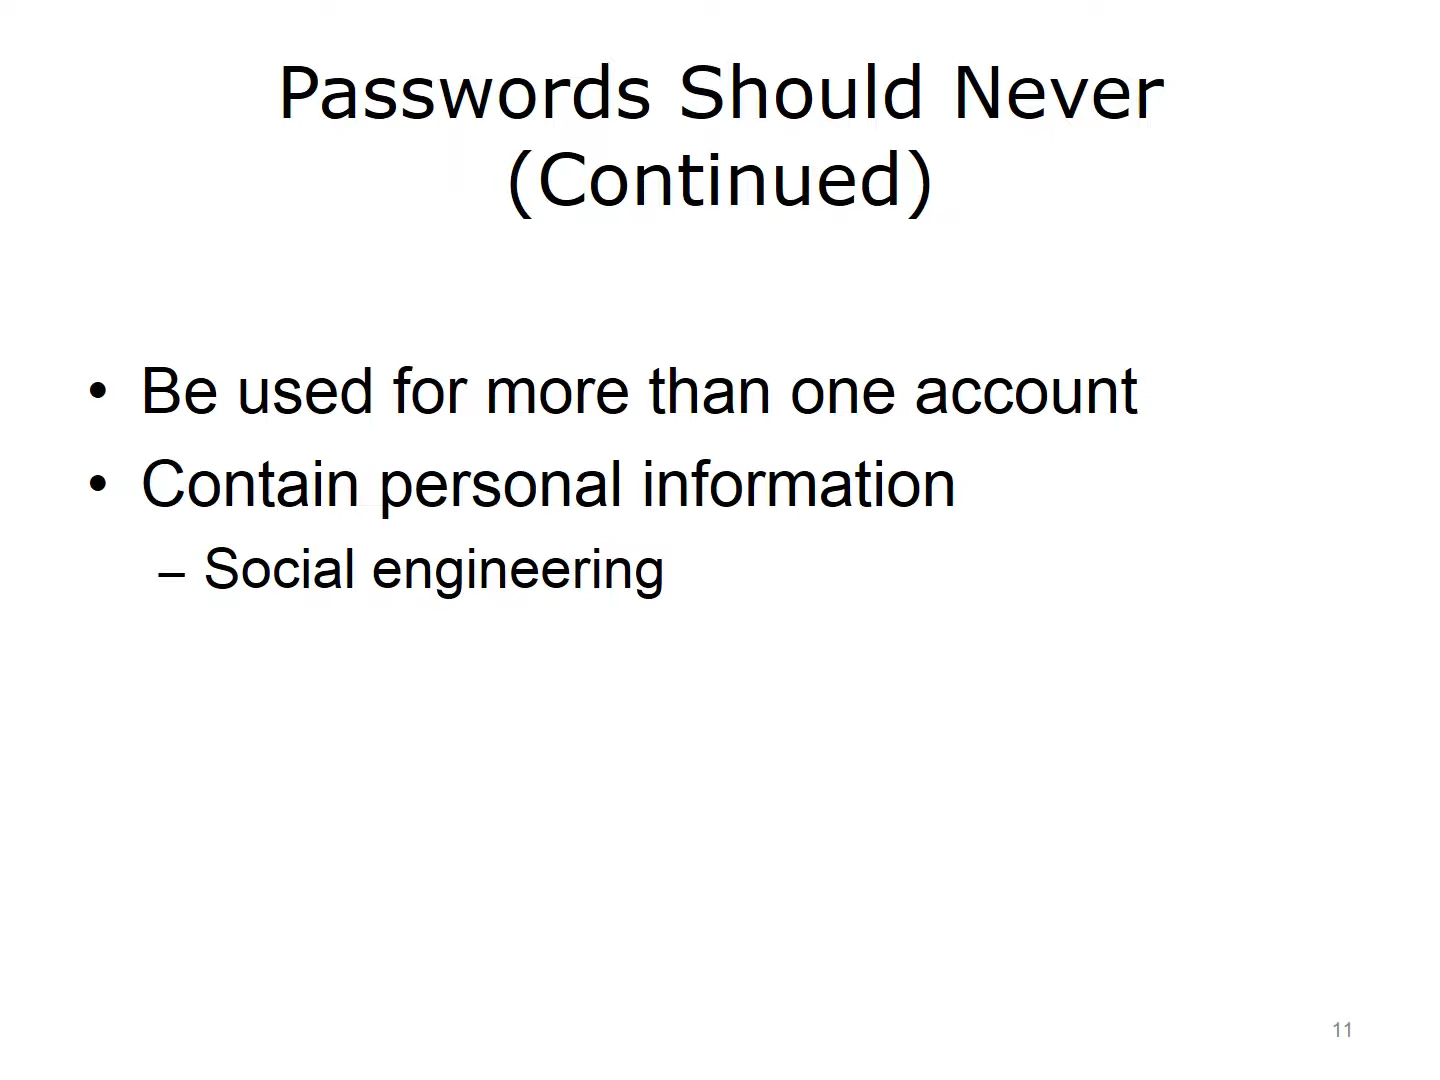 Passwords Should Never
(Continued)
• Be used for more than one account
• Contain personal information
– Social engineering
11